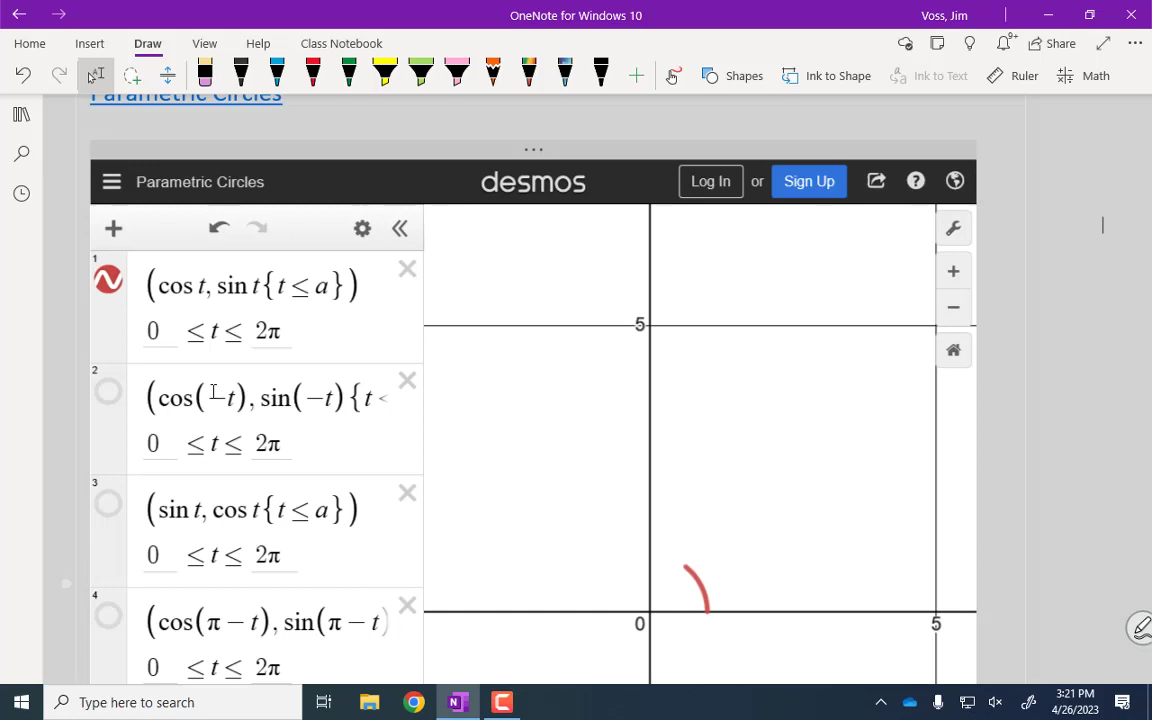 OneNote for Windows 10
Voss, Jim
Home Insert Draw View Help Class Notebook
9+
Share
Shapes Ink to Shape Ink to Text Ruler Math
Parametric Circles
Parametric Circles
desmos
Log In or Sign Up
1
(cos t, sin t{t ≤ a})
0 ≤ t ≤ 2π
2
(cos(−t), sin(−t){t <
0 ≤ t ≤ 2π
3
(sin t, cos t{t ≤ a})
0 ≤ t ≤ 2π
4
(cos(π − t), sin(π − t)
0 ≤ t ≤ 2π
5
0
5
Type here to search
3:21 PM
4/26/2023